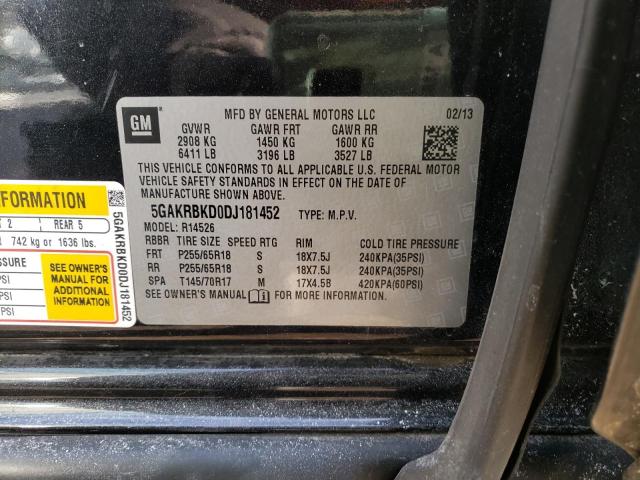 GM
MFD BY GENERAL MOTORS LLC 02/13
GVWR GAWR FRT GAWR RR
2908 KG 1450 KG 1600 KG
6411 LB 3196 LB 3527 LB
THIS VEHICLE CONFORMS TO ALL APPLICABLE U.S. FEDERAL MOTOR
VEHICLE SAFETY STANDARDS IN EFFECT ON THE DATE OF
MANUFACTURE SHOWN ABOVE.
5GAKRBKD0DJ181452 TYPE: M.P.V.
MODEL: R14526
RBBR TIRE SIZE SPEED RTG RIM COLD TIRE PRESSURE
FRT P255/65R18 S 18X7.5J 240KPA(35PSI)
RR P255/65R18 S 18X7.5J 240KPA(35PSI)
SPA T145/70R17 M 17X4.5B 420KPA(60PSI)
SEE OWNER'S MANUAL FOR MORE INFORMATION.
INFORMATION
2 REAR 5
742 kg or 1636 lbs.
SEE OWNER'S
MANUAL FOR
ADDITIONAL
INFORMATION
5GAKRBKD0DJ181452